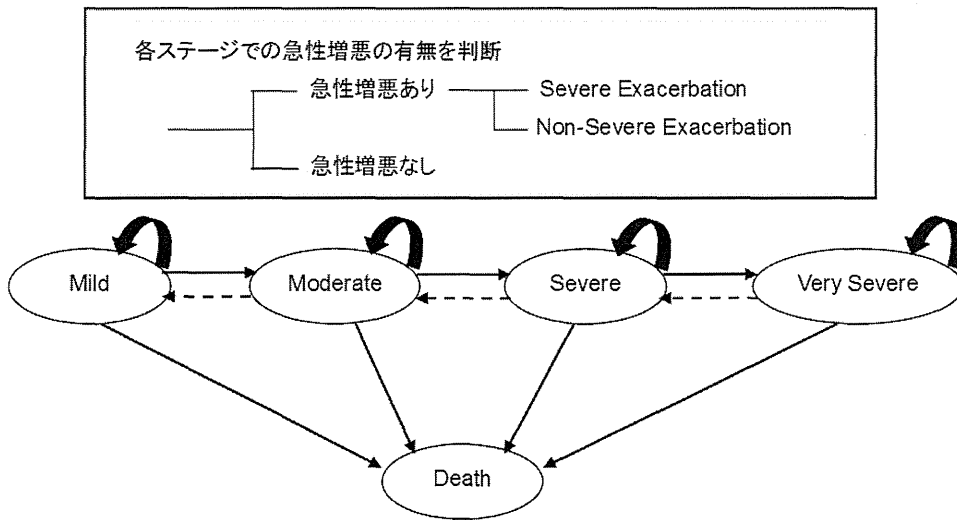 各ステージでの急性増悪の有無を判断
急性増悪あり
Severe Exacerbation
Non-Severe Exacerbation
急性増悪なし
Mild
Moderate
Severe
Very Severe
Death